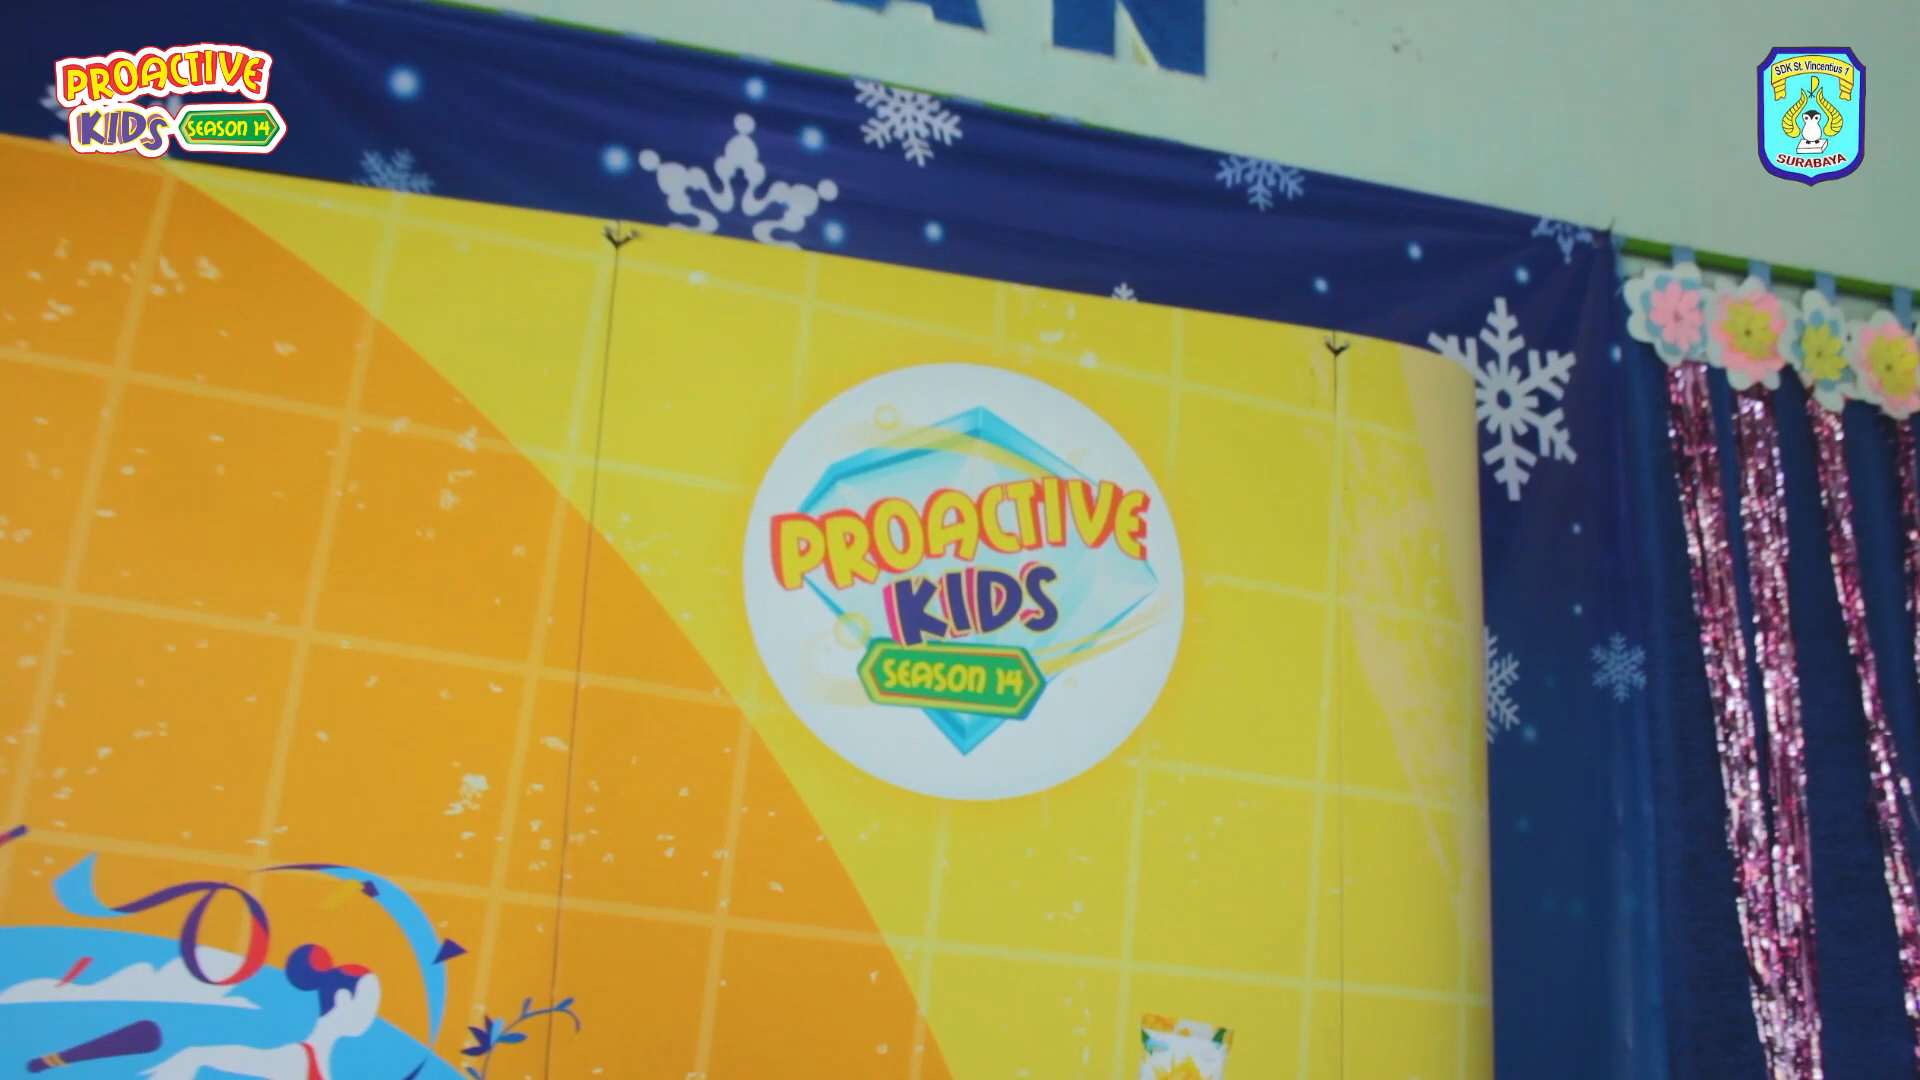 PROACTIVE
KIDS SEASON 14
SDK St. Vincentius 1
SURABAYA
PROACTIVE
KIDS
SEASON 14